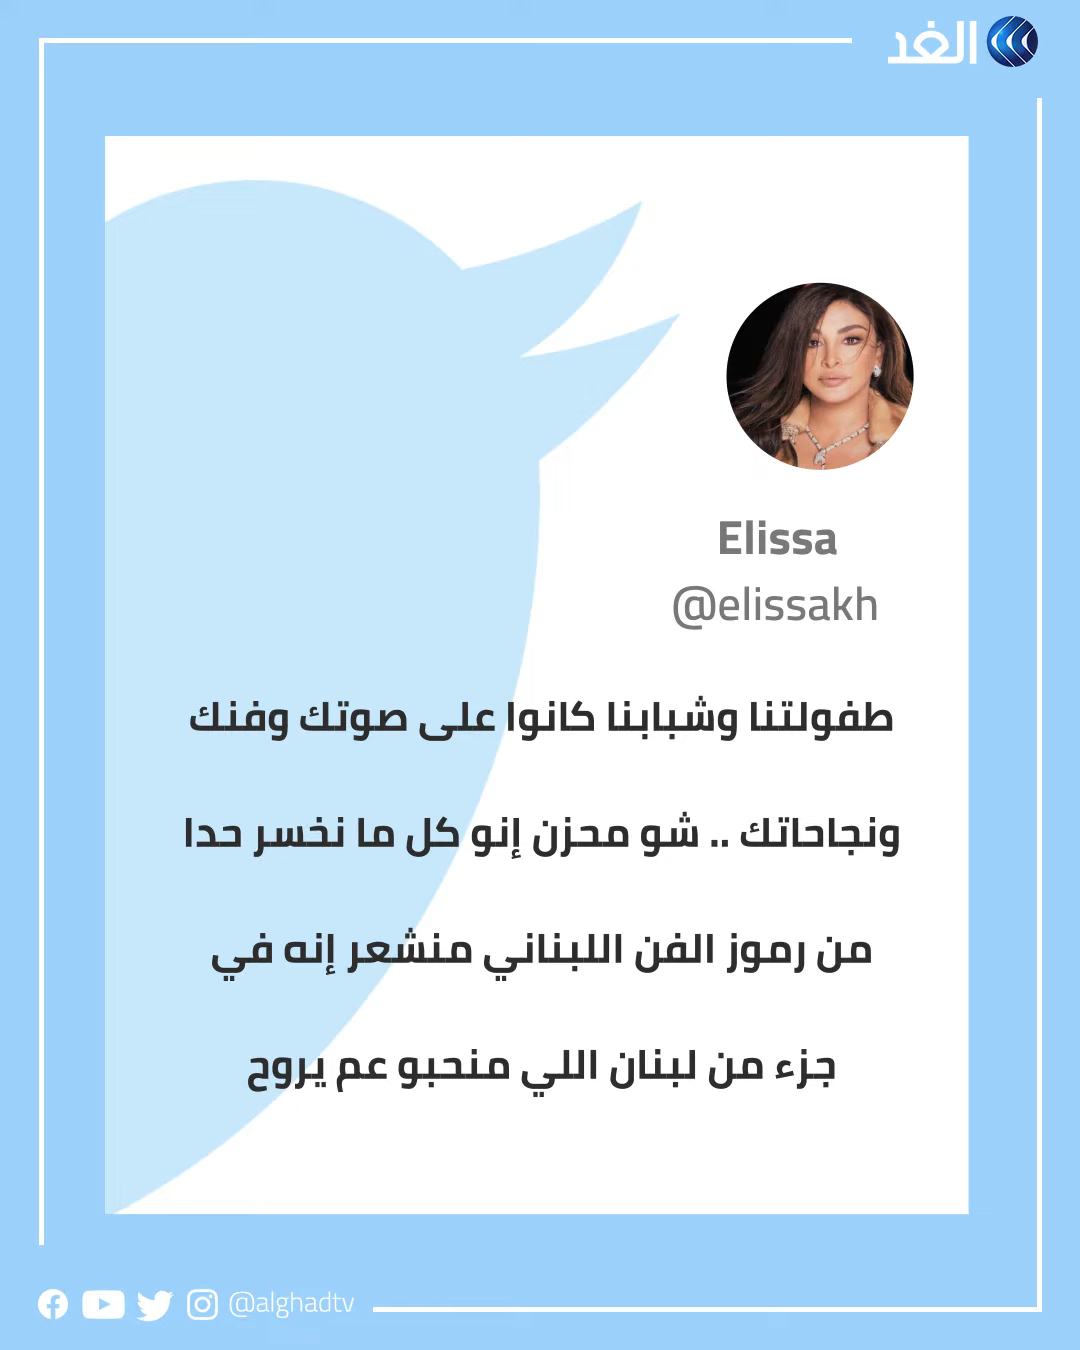 الغد
Elissa
@elissakh
طفولتنا وشبابنا كانوا على صوتك وفنك
ونجاحاتك .. شو محزن إنو كل ما نخسر حدا
من رموز الفن اللبناني منشعر إنه في
جزء من لبنان اللي منحبو عم يروح
@alghadtv